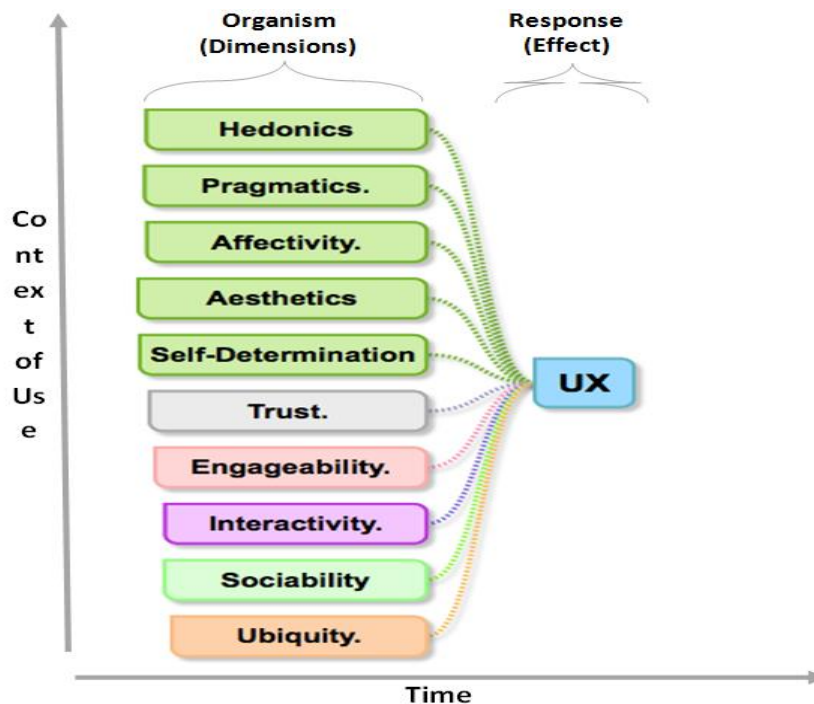 Organism
(Dimensions)
Response
(Effect)
Hedonics
Pragmatics.
Affectivity.
Aesthetics
Self-Determination
Trust.
Engageability.
Interactivity.
Sociability
Ubiquity.
UX
Co
nt
ex
t
of
Us
e
Time